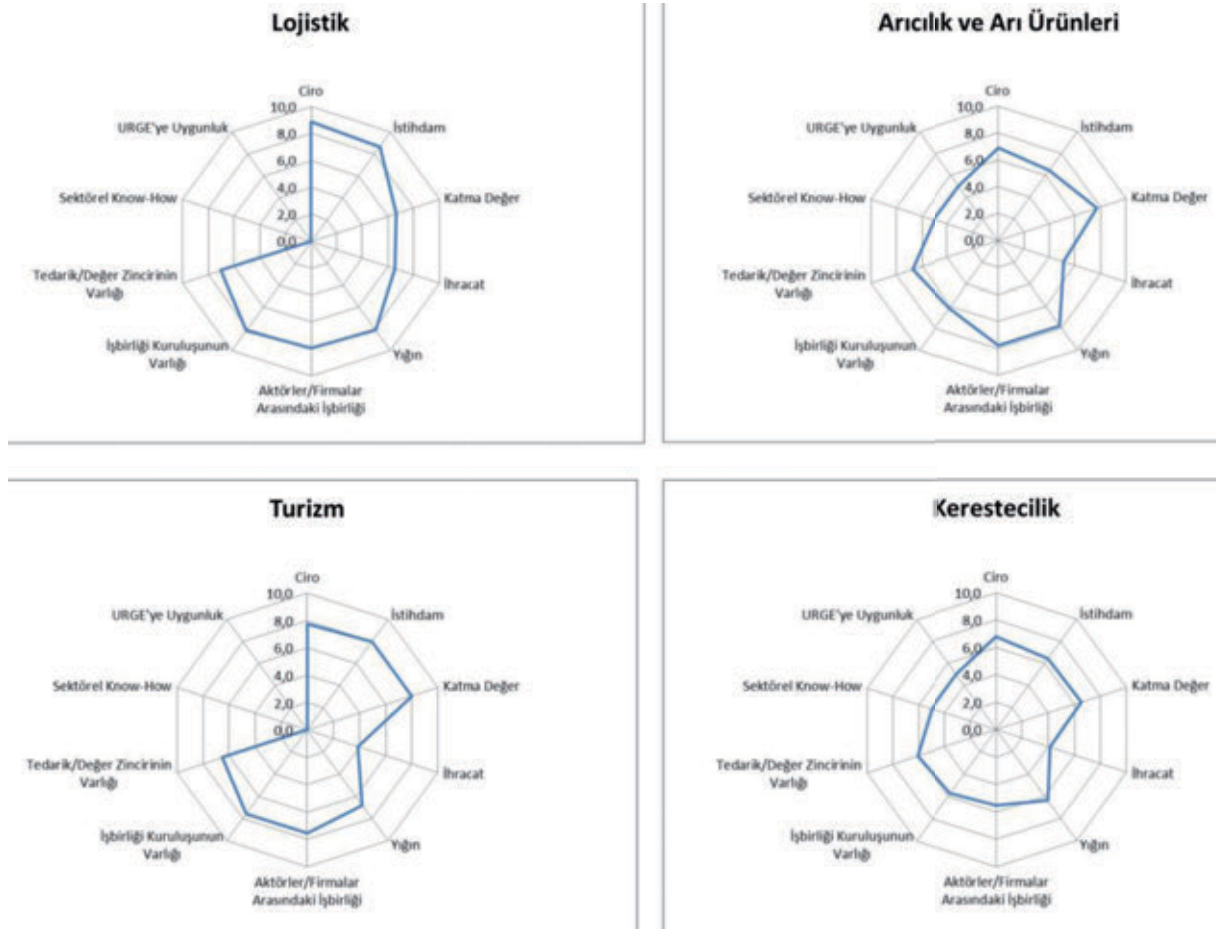 Lojistik
Ciro
10,0
8,0
6,0
4,0
2,0
0,0
İstihdam
Katma Değer
İhracat
Yığın
Aktörler/Firmalar
Arasındaki İşbirliği
İşbirliği Kuruluşunun
Varlığı
Tedarik/Değer Zincirinin
Varlığı
Sektörel Know-How
URGE'ye Uygunluk
Arıcılık ve Arı Ürünleri
Ciro
10,0
8,0
6,0
4,0
2,0
0,0
İstihdam
Katma Değer
İhracat
Yığın
Aktörler/Firmalar
Arasındaki İşbirliği
İşbirliği Kuruluşunun
Varlığı
Tedarik/Değer Zincirinin
Varlığı
Sektörel Know-How
URGE'ye Uygunluk
Turizm
Ciro
10,0
8,0
6,0
4,0
2,0
0,0
İstihdam
Katma Değer
İhracat
Yığın
Aktörler/Firmalar
Arasındaki İşbirliği
İşbirliği Kuruluşunun
Varlığı
Tedarik/Değer Zincirinin
Varlığı
Sektörel Know-How
URGE'ye Uygunluk
Kerestecilik
Ciro
10,0
8,0
6,0
4,0
2,0
0,0
İstihdam
Katma Değer
İhracat
Yığın
Aktörler/Firmalar
Arasındaki İşbirliği
İşbirliği Kuruluşunun
Varlığı
Tedarik/Değer Zincirinin
Varlığı
Sektörel Know-How
URGE'ye Uygunluk